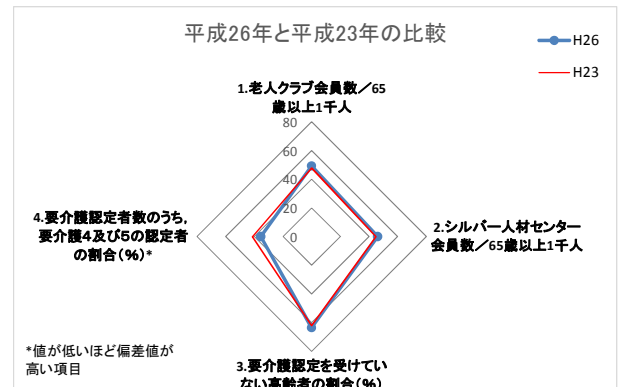 平成26年と平成23年の比較
H26
H23
1.老人クラブ会員数／65
歳以上1千人
80
60
40
20
0
4.要介護認定者数のうち，
要介護4及び5の認定者
の割合（％）*
2.シルバー人材センター
会員数／65歳以上1千人
*値が低いほど偏差値が
高い項目
3.要介護認定を受けてい
ない高齢者の割合（％）